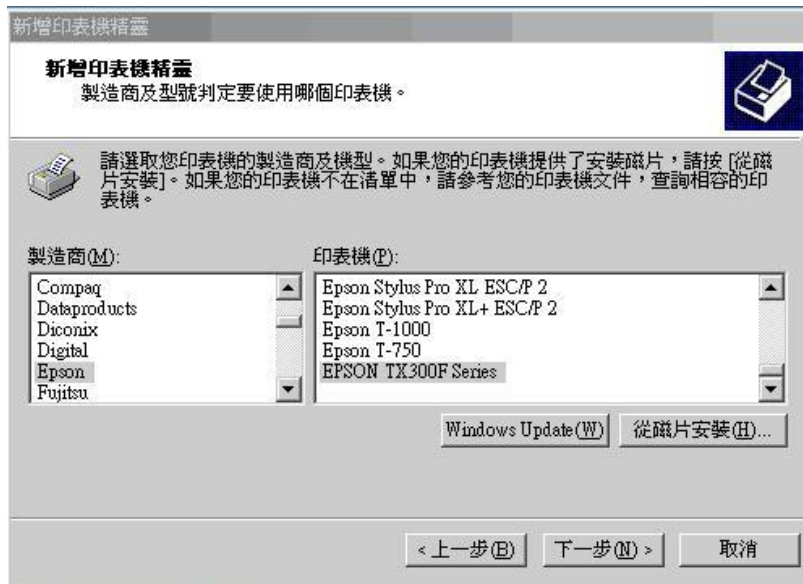 新增印表機精靈
新增印表機精靈
製造商及型號判定要使用哪個印表機。
請選取您印表機的製造商及機型。如果您的印表機提供了安裝磁片，請按 [從磁
片安裝]。如果您的印表機不在清單中，請參考您的印表機文件，查詢相容的印
表機。
製造商(M):
印表機(P):
Compaq
Dataproducts
Diconix
Digital
Epson
Fujitsu
Epson Stylus Pro XL ESC/P 2
Epson Stylus Pro XL+ ESC/P 2
Epson T-1000
Epson T-750
EPSON TX300F Series
Windows Update(W)
從磁片安裝(H)...
< 上一步(B)
下一步(N) >
取消